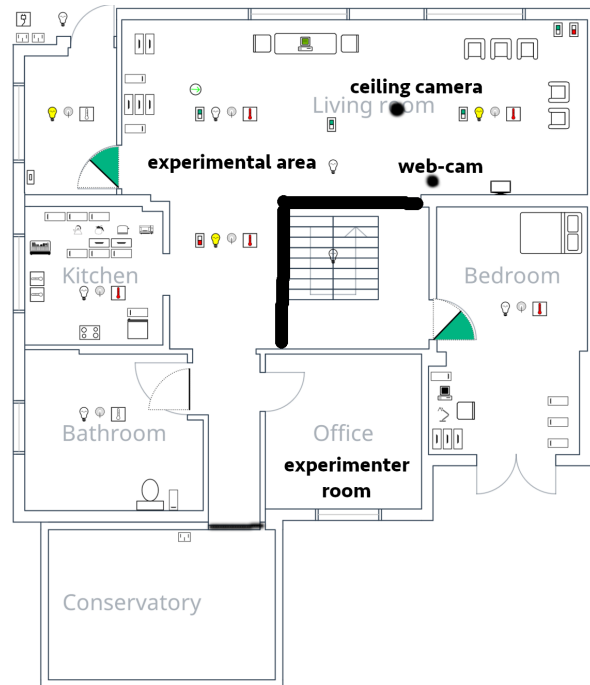 ceiling camera
Living room
experimental area
web-cam
Kitchen
Bedroom
Bathroom
Office
experimenter
room
Conservatory